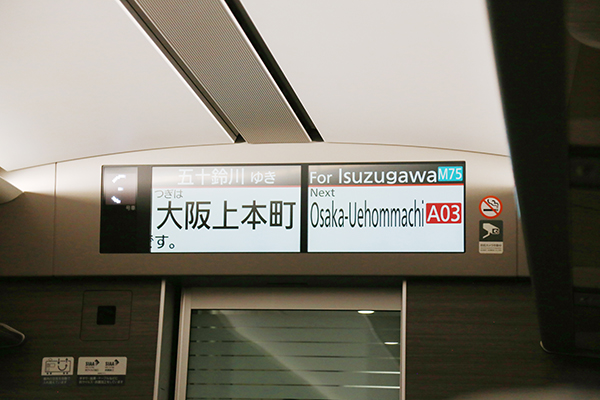 五十鈴川 ゆき
つぎは
大阪上本町
です。
For Isuzugawa M75
Next
Osaka-Uehommachi A03